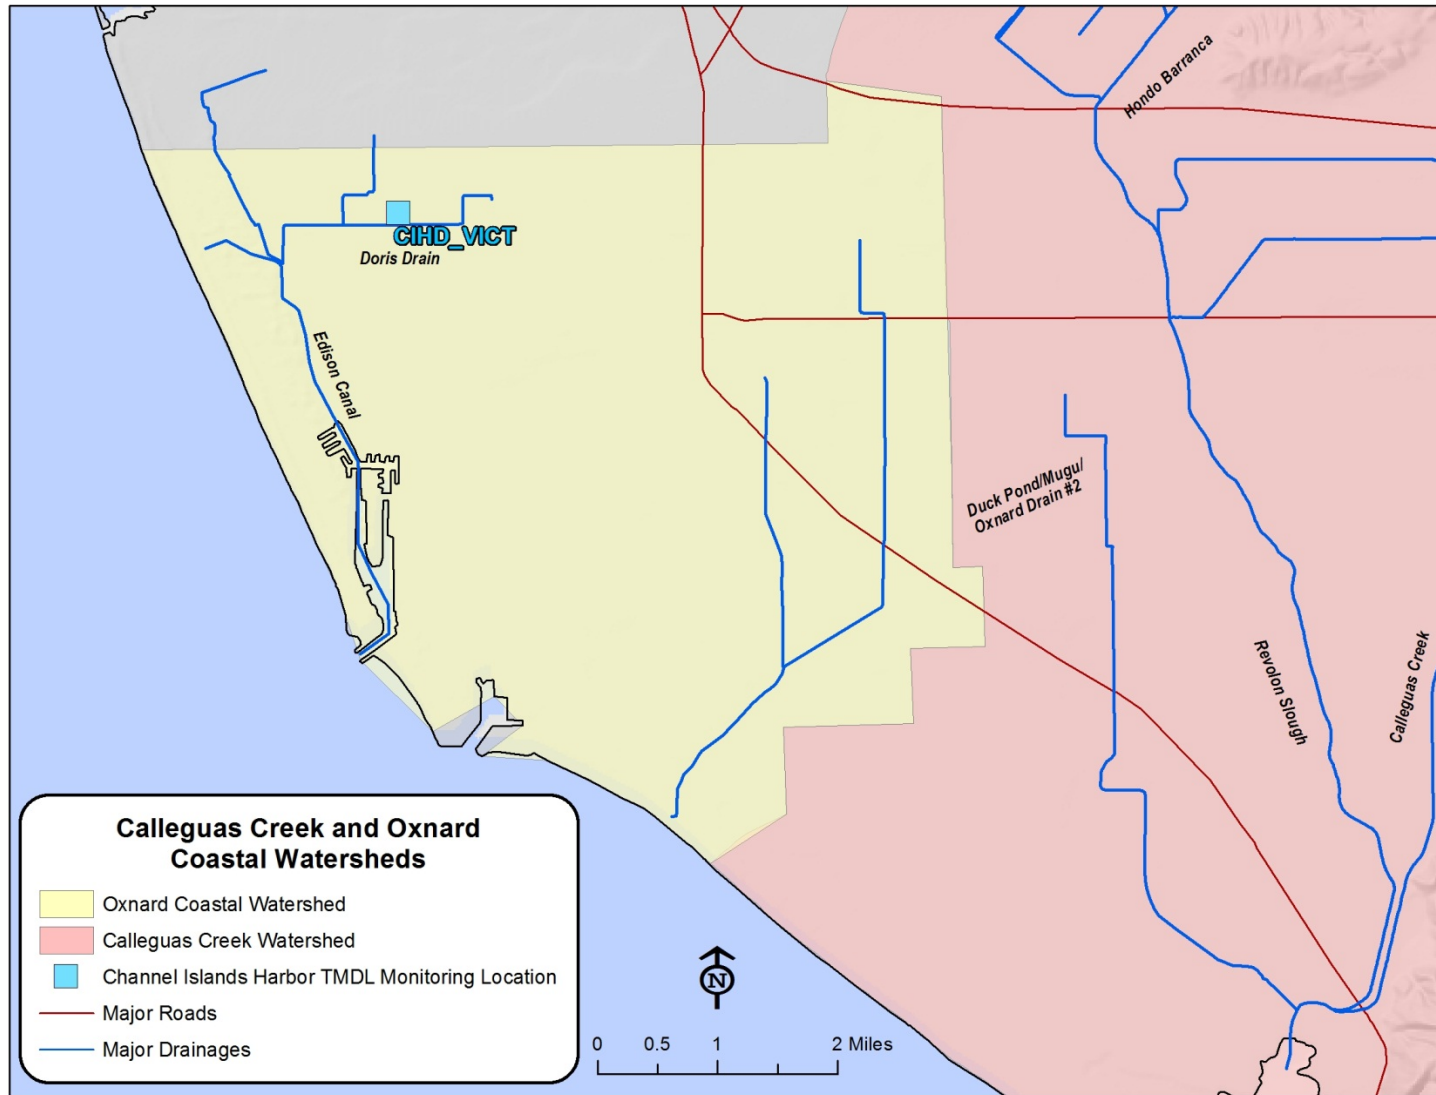 Hondo Barranca
CIHD_VICT
Doris Drain
Edison Canal
Duck Pond/Mugu/
Oxnard Drain #2
Revolon Slough
Calleguas Creek
Calleguas Creek and Oxnard
Coastal Watersheds
Oxnard Coastal Watershed
Calleguas Creek Watershed
Channel Islands Harbor TMDL Monitoring Location
Major Roads
Major Drainages
N
0 0.5 1 2 Miles